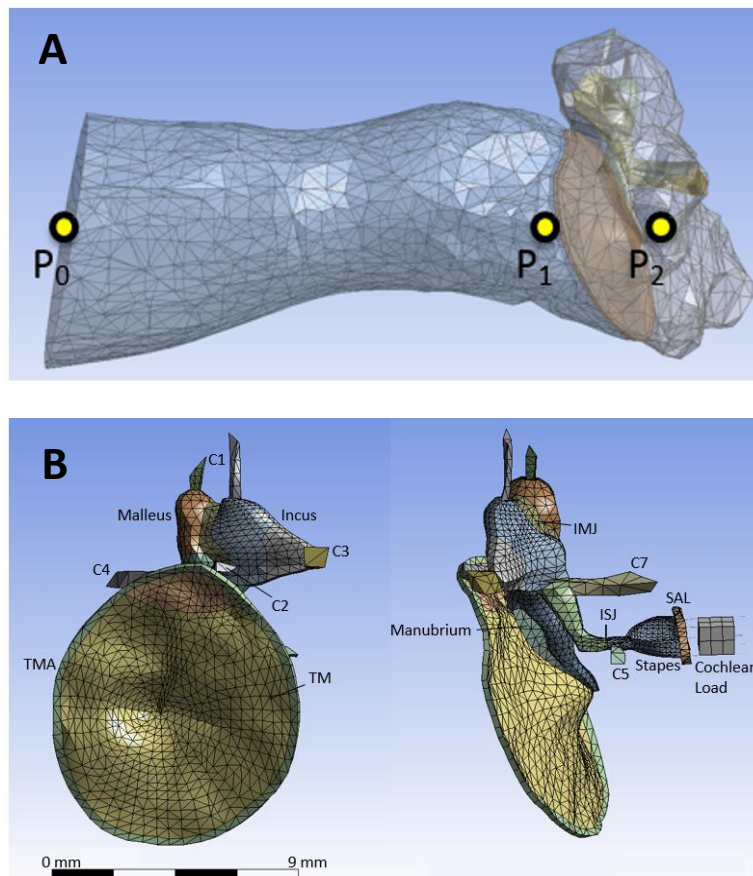 A
P0
P1
P2
B
C1
Malleus
Incus
C3
C4
C2
TMA
TM
0 mm
9 mm
IMJ
C7
Manubrium
ISJ
SAL
C5
Stapes
Cochlear
Load